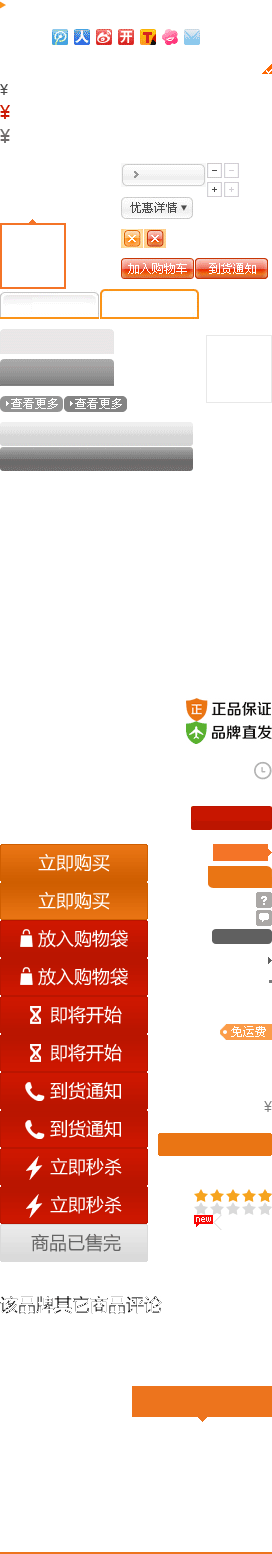 ¥
¥
¥
优惠详情
加入购物车 到货通知
查看更多 查看更多
正 正品保证
品牌直发
立即购买
立即购买
放入购物袋
放入购物袋
即将开始
即将开始
免运费
到货通知
¥
到货通知
立即秒杀
立即秒杀
new
商品已售完
该品牌其它商品评论